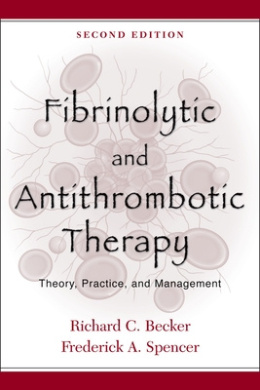 SECOND EDITION
Fibrinolytic
and
Antithrombotic
Therapy
Theory, Practice, and Management
Richard C. Becker
Frederick A. Spencer